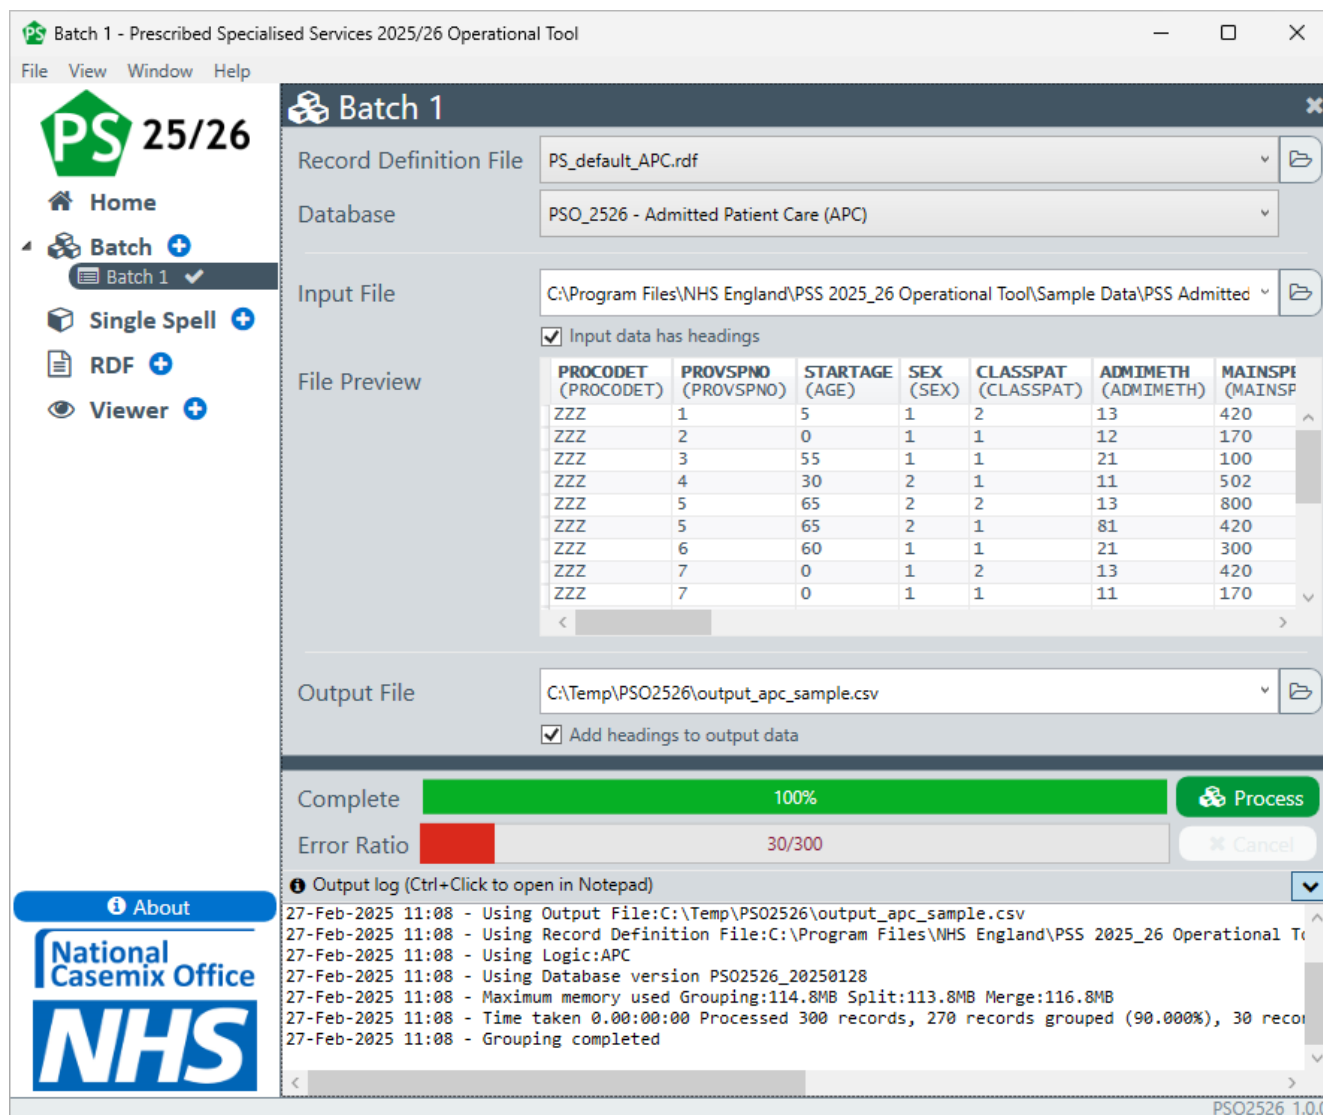 Batch 1 - Prescribed Specialised Services 2025/26 Operational Tool
File View Window Help
PS 25/26
Home
Batch
Batch 1
Single Spell
RDF
Viewer
About
National
Casemix Office
NHS
Batch 1
Record Definition File PS_default_APC.rdf
Database PSO_2526 - Admitted Patient Care (APC)
Input File C:\Program Files\NHS England\PSS 2025_26 Operational Tool\Sample Data\PSS Admitted
Input data has headings
File Preview
PROCODET PROVSPNO STARTAGE SEX CLASSPAT ADMIMETH MAINSPE
(PROCODET) (PROVSPNO) (AGE) (SEX) (CLASSPAT) (ADMIMETH) (MAINSP
ZZZ 1 5 1 2 13 420
ZZZ 2 0 1 1 12 170
ZZZ 3 55 1 1 21 100
ZZZ 4 30 2 1 11 502
ZZZ 5 65 2 2 13 800
ZZZ 5 65 2 1 81 420
ZZZ 6 60 1 1 21 300
ZZZ 7 0 1 2 13 420
ZZZ 7 0 1 1 11 170
Output File C:\Temp\PSO2526\output_apc_sample.csv
Add headings to output data
Complete 100% Process
Error Ratio 30/300 Cancel
Output log (Ctrl+Click to open in Notepad)
27-Feb-2025 11:08 - Using Output File:C:\Temp\PSO2526\output_apc_sample.csv
27-Feb-2025 11:08 - Using Record Definition File:C:\Program Files\NHS England\PSS 2025_26 Operational To
27-Feb-2025 11:08 - Using Logic:APC
27-Feb-2025 11:08 - Using Database version PSO2526_20250128
27-Feb-2025 11:08 - Maximum memory used Grouping:114.8MB Split:113.8MB Merge:116.8MB
27-Feb-2025 11:08 - Time taken 0.00:00:00 Processed 300 records, 270 records grouped (90.000%), 30 recor
27-Feb-2025 11:08 - Grouping completed
PSO2526 1.0.0